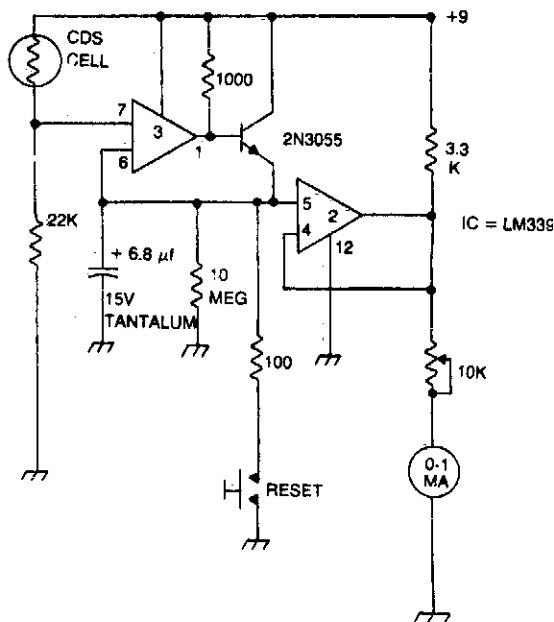 +9
CDS
CELL
1000
7
3
6
1
2N3055
3.3
K
5
2
4
12
IC = LM339
22K
+ 6.8 µf
15V
TANTALUM
10
MEG
100
10K
RESET
0-1
MA